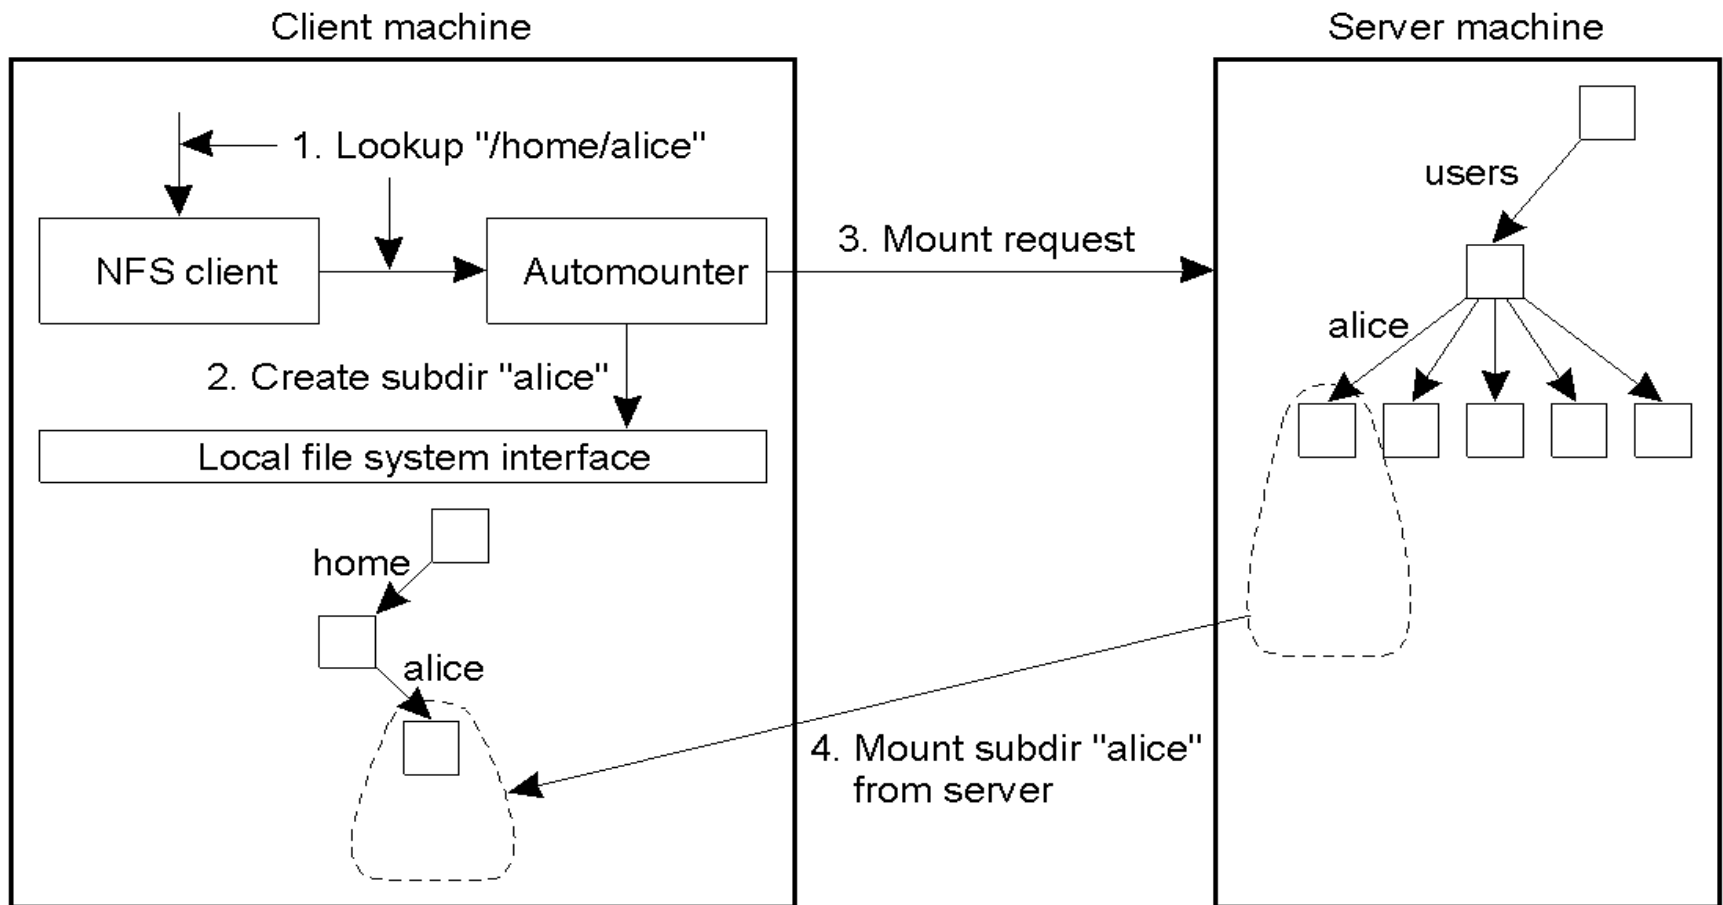 Client machine
Server machine
1. Lookup "/home/alice"
users
NFS client
Automounter
3. Mount request
alice
2. Create subdir "alice"
Local file system interface
home
alice
4. Mount subdir "alice"
from server